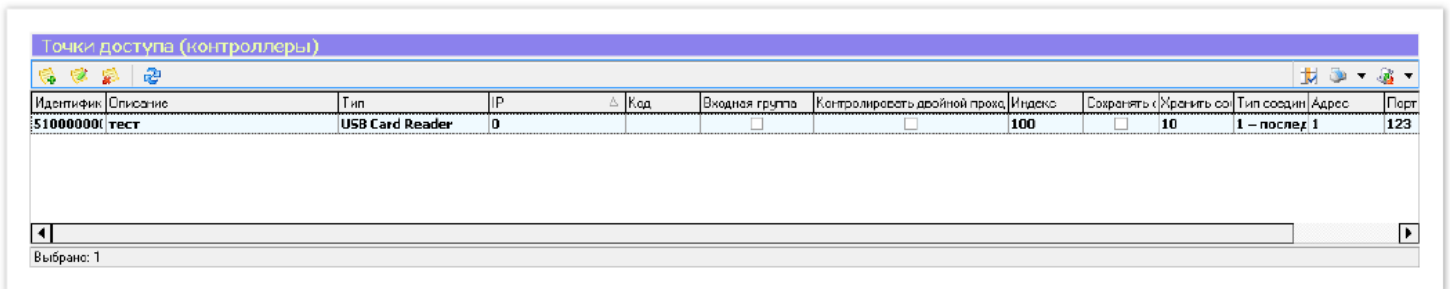 Точки доступа (контроллеры)
Идентифик Описание Тип IP Код Входная группа Контролировать двойной проход Индекс Сохранять с Хранить соб Тип соедин Адрес Порт
51000000( тест USB Card Reader 0 100 10 1 – послед 1 123
Выбрано: 1